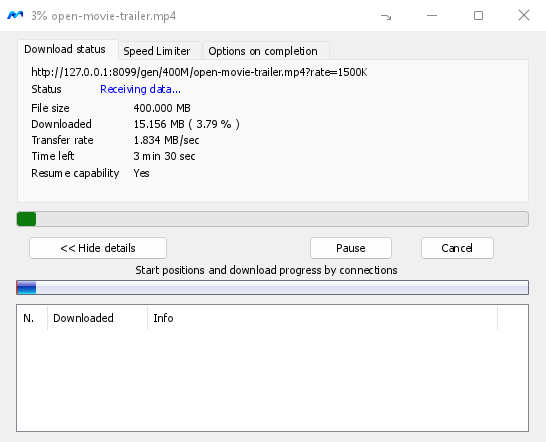 3% open-movie-trailer.mp4
Download status Speed Limiter Options on completion
http://127.0.0.1:8099/gen/400M/open-movie-trailer.mp4?rate=1500K
Status Receiving data...
File size 400.000 MB
Downloaded 15.156 MB ( 3.79 % )
Transfer rate 1.834 MB/sec
Time left 3 min 30 sec
Resume capability Yes
<< Hide details Pause Cancel
Start positions and download progress by connections
N. Downloaded Info